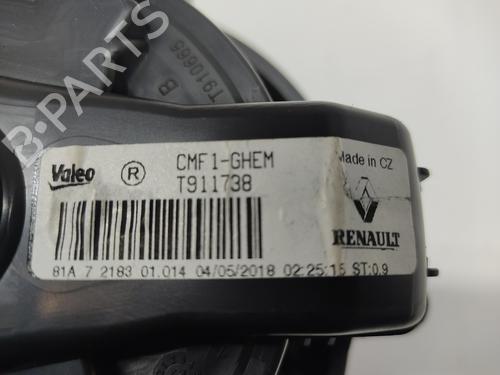 T910665
B
B-PARTS
Valeo
R
CMF1-GHEM
T911738
Made in CZ
RENAULT
81A 7 2183 01.014 04/05/2018 02:25:15 ST:0.9